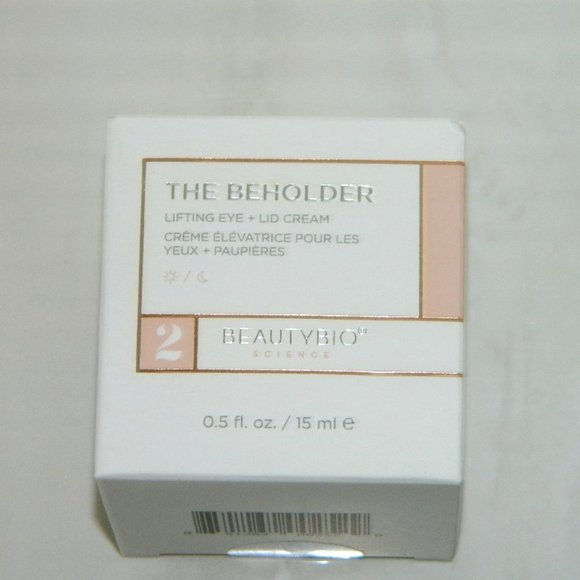 THE BEHOLDER
LIFTING EYE + LID CREAM
CRÈME ÉLÉVATRICE POUR LES
YEUX + PAUPIÈRES
/
2
BEAUTYBIO®
SCIENCE
0.5 fl. oz. / 15 ml ℮